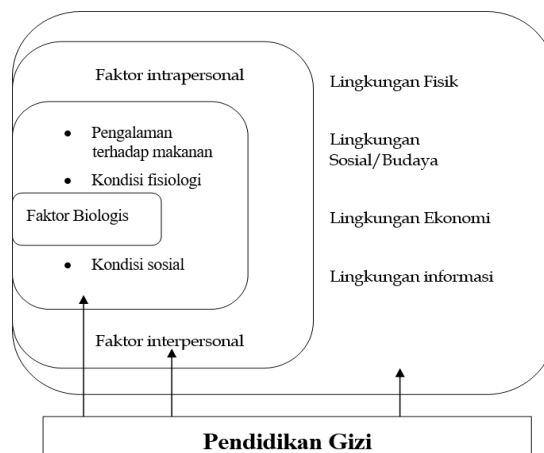 Faktor intrapersonal
• Pengalaman
terhadap makanan
• Kondisi fisiologi
Faktor Biologis
• Kondisi sosial
Faktor interpersonal
Lingkungan Fisik
Lingkungan
Sosial/Budaya
Lingkungan Ekonomi
Lingkungan informasi
Pendidikan Gizi